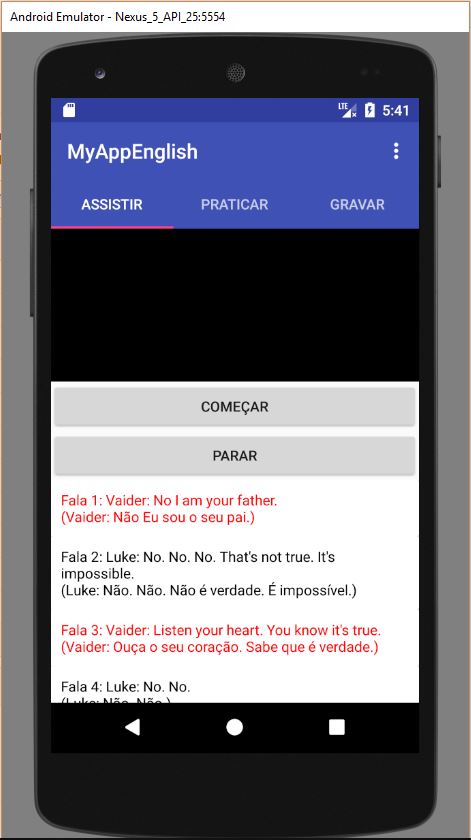 Android Emulator - Nexus_5_API_25:5554
LTE 5:41
MyAppEnglish
ASSISTIR PRATICAR GRAVAR
COMEÇAR
PARAR
Fala 1: Vaider: No I am your father.
(Vaider: Não Eu sou o seu pai.)
Fala 2: Luke: No. No. No. That's not true. It's
impossible.
(Luke: Não. Não. Não é verdade. É impossível.)
Fala 3: Vaider: Listen your heart. You know it's true.
(Vaider: Ouça o seu coração. Sabe que é verdade.)
Fala 4: Luke: No. No.
(Luke: Não. Não.)